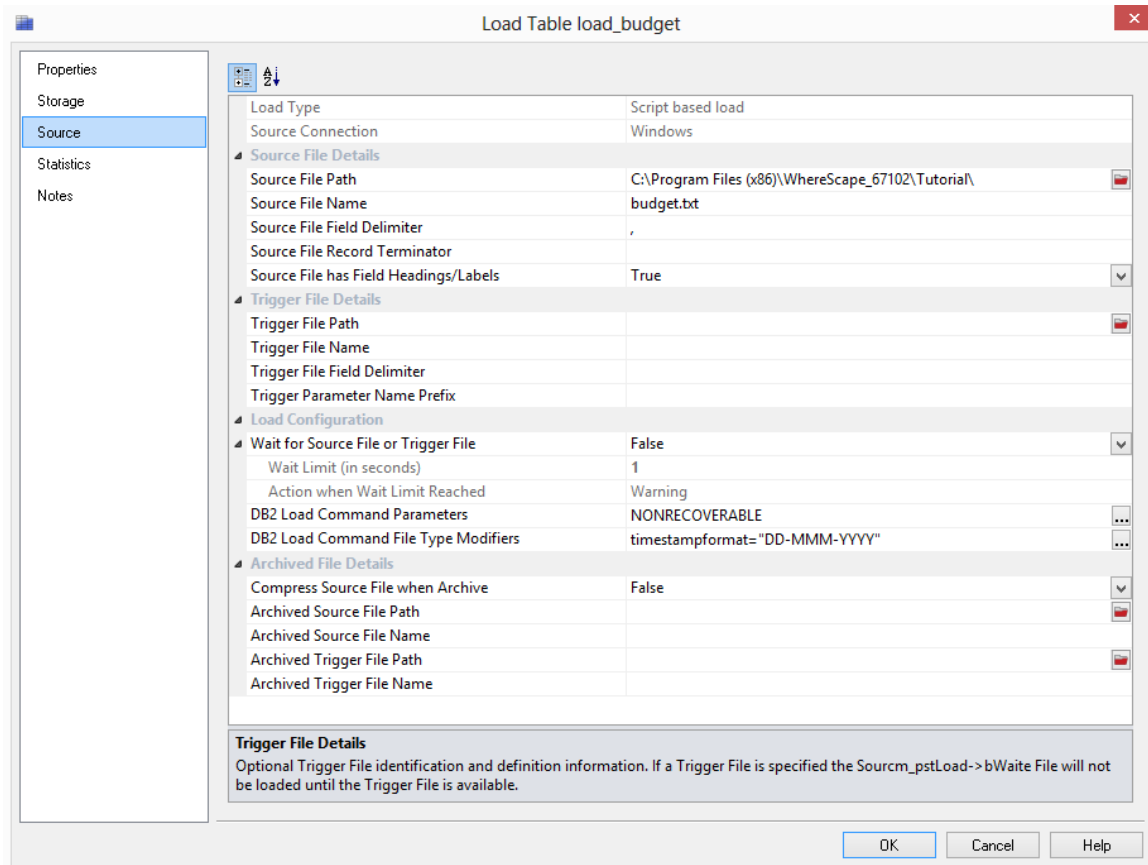 Load Table load_budget
Properties
Storage
Source
Statistics
Notes
Load Type Script based load
Source Connection Windows
Source File Details
Source File Path C:\Program Files (x86)\WhereScape_67102\Tutorial\
Source File Name budget.txt
Source File Field Delimiter ,
Source File Record Terminator
Source File has Field Headings/Labels True
Trigger File Details
Trigger File Path
Trigger File Name
Trigger File Field Delimiter
Trigger Parameter Name Prefix
Load Configuration
Wait for Source File or Trigger File False
Wait Limit (in seconds) 1
Action when Wait Limit Reached Warning
DB2 Load Command Parameters NONRECOVERABLE ...
DB2 Load Command File Type Modifiers timestampformat="DD-MMM-YYYY" ...
Archived File Details
Compress Source File when Archive False
Archived Source File Path
Archived Source File Name
Archived Trigger File Path
Archived Trigger File Name
Trigger File Details
Optional Trigger File identification and definition information. If a Trigger File is specified the Sourcm_pstLoad->bWaite File will not
be loaded until the Trigger File is available.
OK Cancel Help